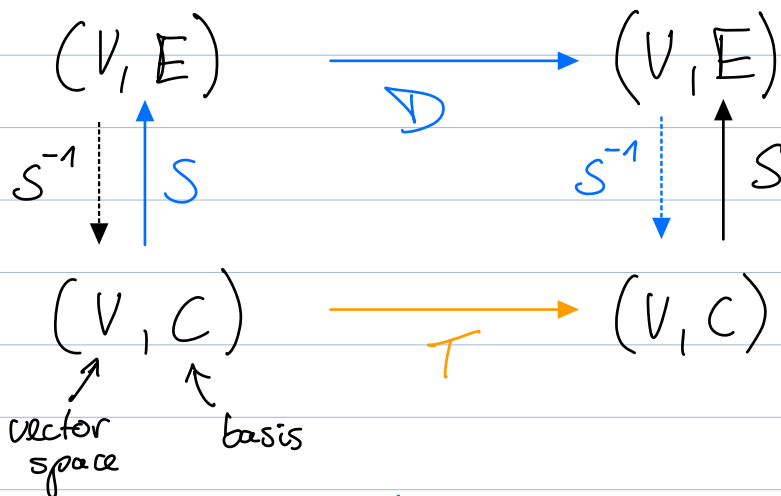 (V, E) (V, E)
D
S⁻¹ S S⁻¹ S
(V, C) (V, C)
T
vector space basis